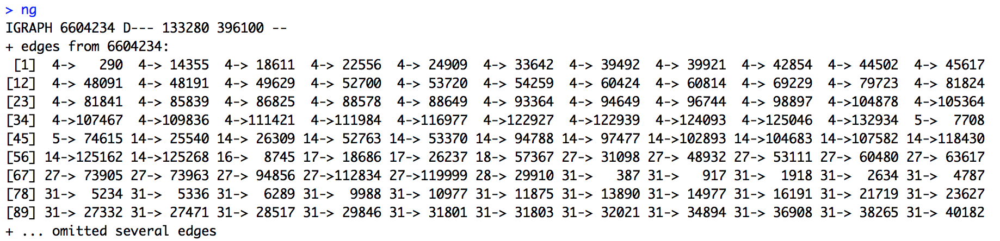 > ng
IGRAPH 6604234 D--- 133280 396100 --
+ edges from 6604234:
 [1]  4->   290  4-> 14355  4-> 18611  4-> 22556  4-> 24909  4-> 33642  4-> 39492  4-> 39921  4-> 42854  4-> 44502  4-> 45617
[12]  4-> 48091  4-> 48191  4-> 49629  4-> 52700  4-> 53720  4-> 54259  4-> 60424  4-> 60814  4-> 69229  4-> 79723  4-> 81824
[23]  4-> 81841  4-> 85839  4-> 86825  4-> 88578  4-> 88649  4-> 93364  4-> 94649  4-> 96744  4-> 98897  4->104878  4->105364
[34]  4->107467  4->109836  4->111421  4->111984  4->116977  4->122927  4->122939  4->124093  4->125046  4->132934  5->  7708
[45]  5-> 74615 14-> 25540 14-> 26309 14-> 52763 14-> 53370 14-> 94788 14-> 97477 14->102893 14->104683 14->107582 14->118430
[56] 14->125162 14->125268 16->  8745 17-> 18686 17-> 26237 18-> 57367 27-> 31098 27-> 48932 27-> 53111 27-> 60480 27-> 63617
[67] 27-> 73905 27-> 73963 27-> 94856 27->112834 27->119999 28-> 29910 31->   387 31->   917 31->  1918 31->  2634 31->  4787
[78] 31->  5234 31->  5336 31->  6289 31->  9988 31-> 10977 31-> 11875 31-> 13890 31-> 14977 31-> 16191 31-> 21719 31-> 23627
[89] 31-> 27332 31-> 27471 31-> 28517 31-> 29846 31-> 31801 31-> 31803 31-> 32021 31-> 34894 31-> 36908 31-> 38265 31-> 40182
+ ... omitted several edges